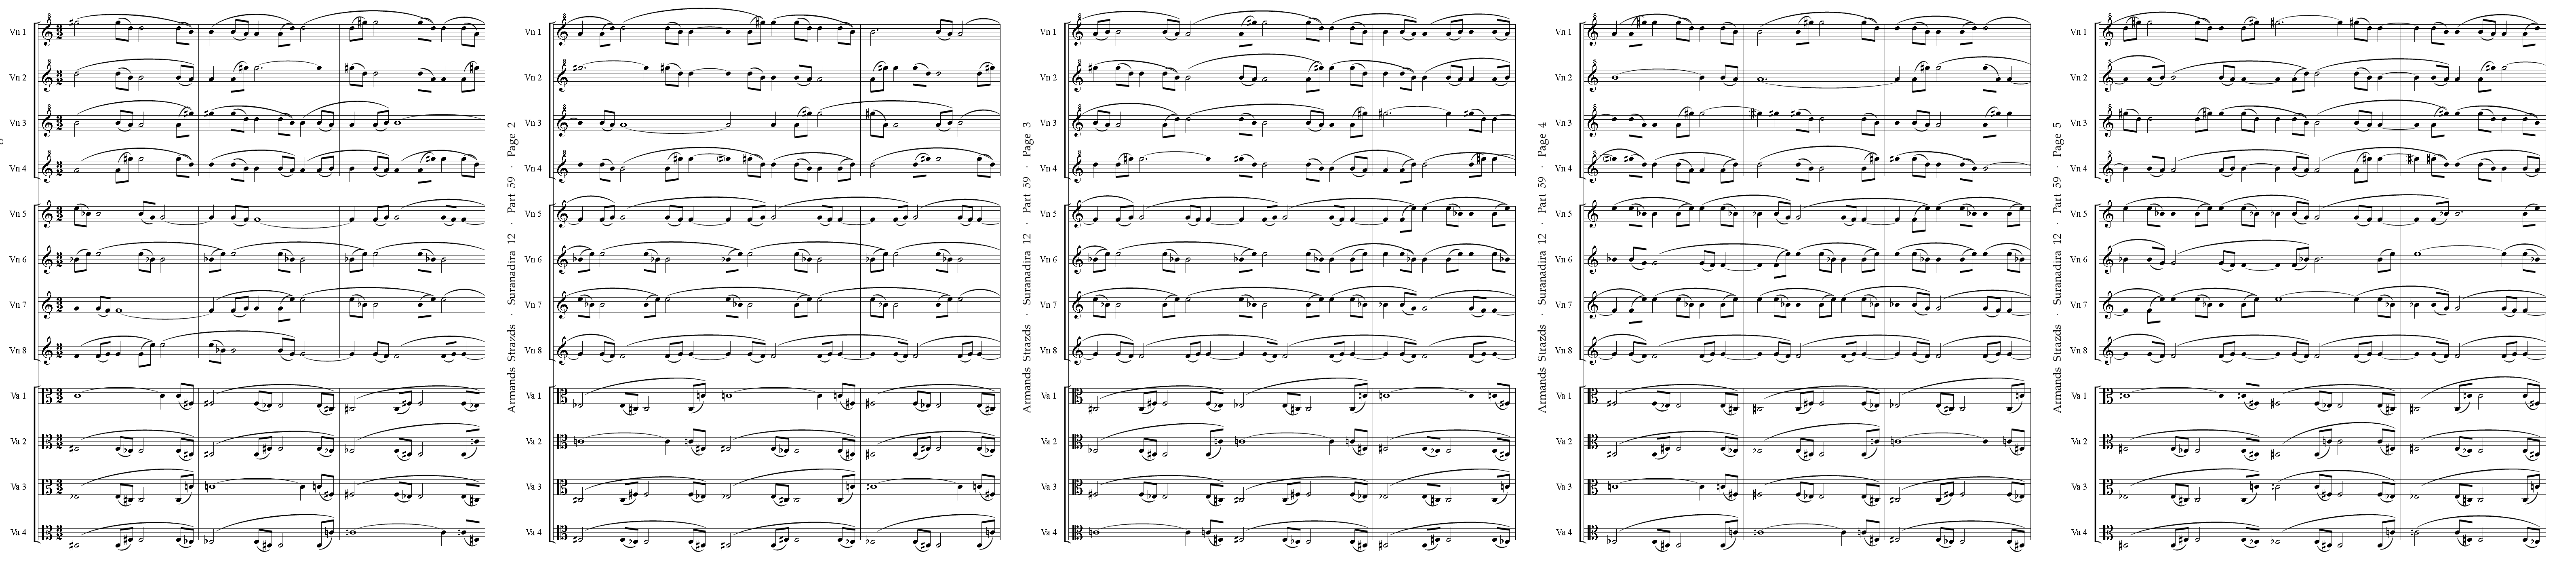 Vn 1
Vn 2
Vn 3
Vn 4
Vn 5
Vn 6
Vn 7
Vn 8
Va 1
Va 2
Va 3
Va 4
Armands Strazds · Suranadira 12 · Part 59 · Page 2
Vn 1
Vn 2
Vn 3
Vn 4
Vn 5
Vn 6
Vn 7
Vn 8
Va 1
Va 2
Va 3
Va 4
Armands Strazds · Suranadira 12 · Part 59 · Page 3
Vn 1
Vn 2
Vn 3
Vn 4
Vn 5
Vn 6
Vn 7
Vn 8
Va 1
Va 2
Va 3
Va 4
Armands Strazds · Suranadira 12 · Part 59 · Page 4
Vn 1
Vn 2
Vn 3
Vn 4
Vn 5
Vn 6
Vn 7
Vn 8
Va 1
Va 2
Va 3
Va 4
Armands Strazds · Suranadira 12 · Part 59 · Page 5
Vn 1
Vn 2
Vn 3
Vn 4
Vn 5
Vn 6
Vn 7
Vn 8
Va 1
Va 2
Va 3
Va 4